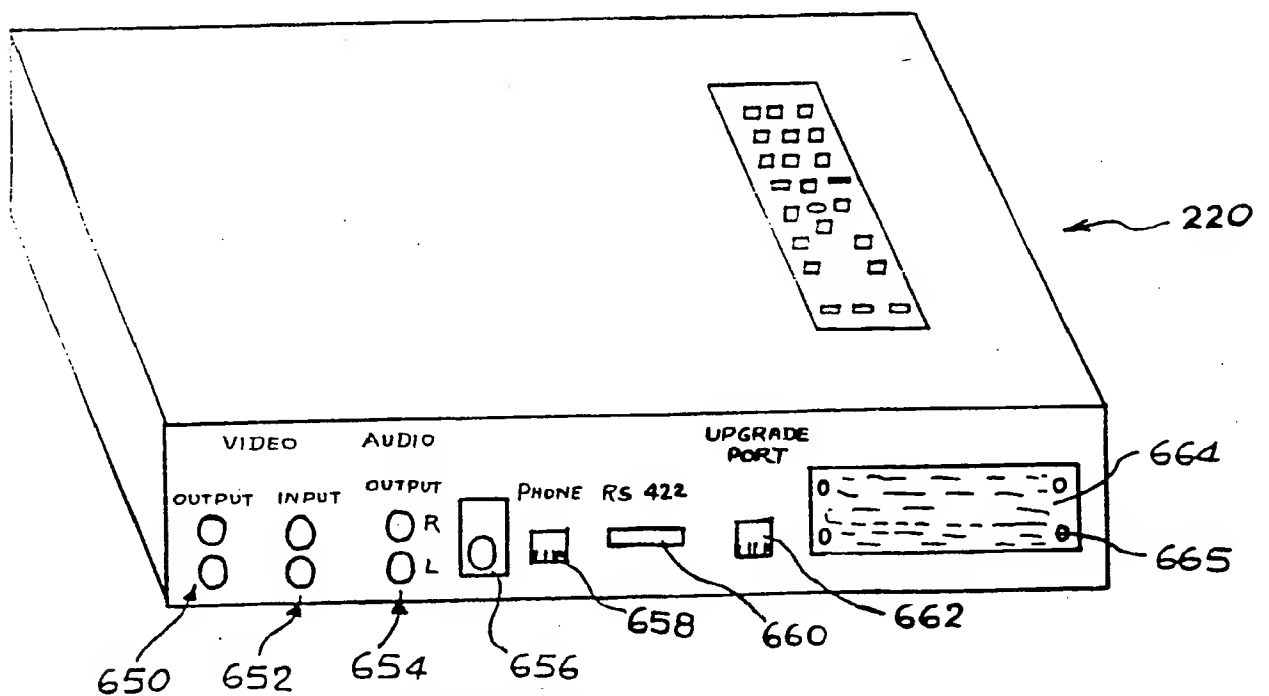 220
VIDEO AUDIO UPGRADE
PORT
OUTPUT INPUT OUTPUT PHONE RS 422
R
L
664
665
650 652 654 656 658 660 662